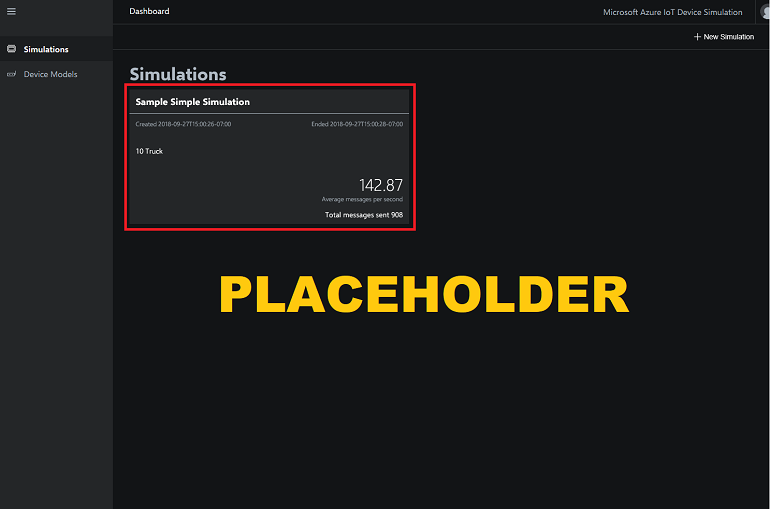 Dashboard
Microsoft Azure IoT Device Simulation
+ New Simulation
Simulations
Device Models
Simulations
Sample Simple Simulation
Created 2018-09-27T15:00:26-07:00
Ended 2018-09-27T15:00:28-07:00
10 Truck
142.87
Average messages per second
Total messages sent 908
PLACEHOLDER